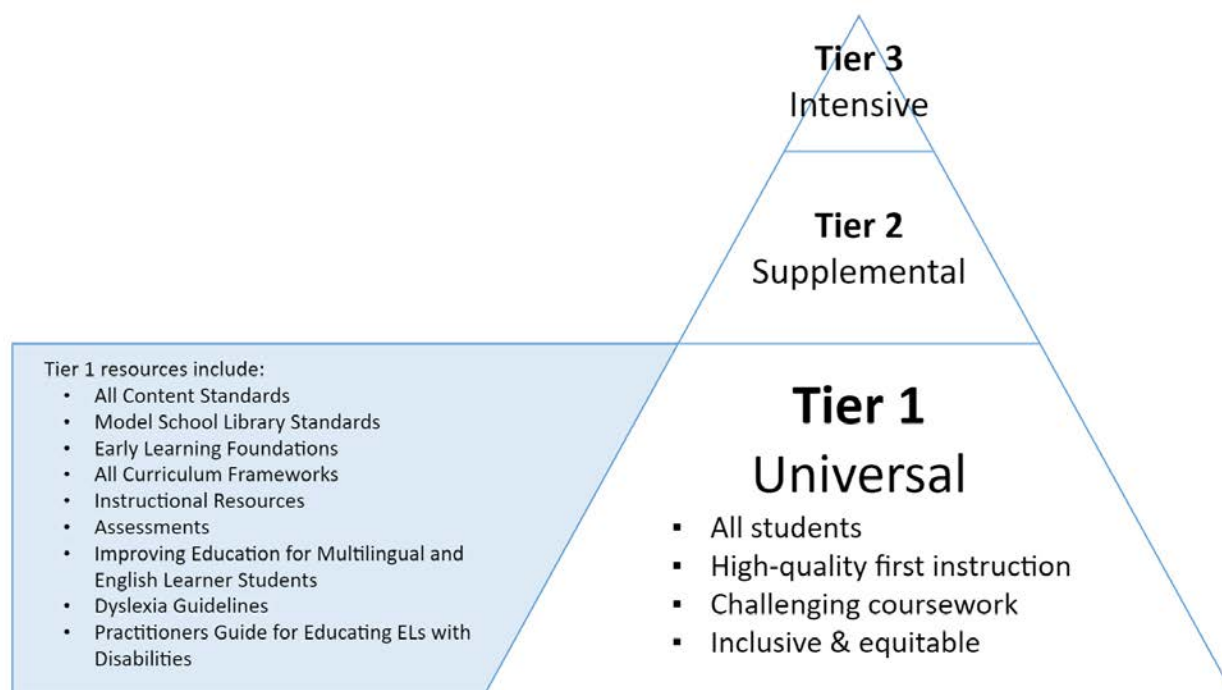 Tier 3
Intensive
Tier 2
Supplemental
Tier 1 resources include:
• All Content Standards
• Model School Library Standards
• Early Learning Foundations
• All Curriculum Frameworks
• Instructional Resources
• Assessments
• Improving Education for Multilingual and
English Learner Students
• Dyslexia Guidelines
• Practitioners Guide for Educating ELs with
Disabilities
Tier 1
Universal
▪ All students
▪ High-quality first instruction
▪ Challenging coursework
▪ Inclusive & equitable